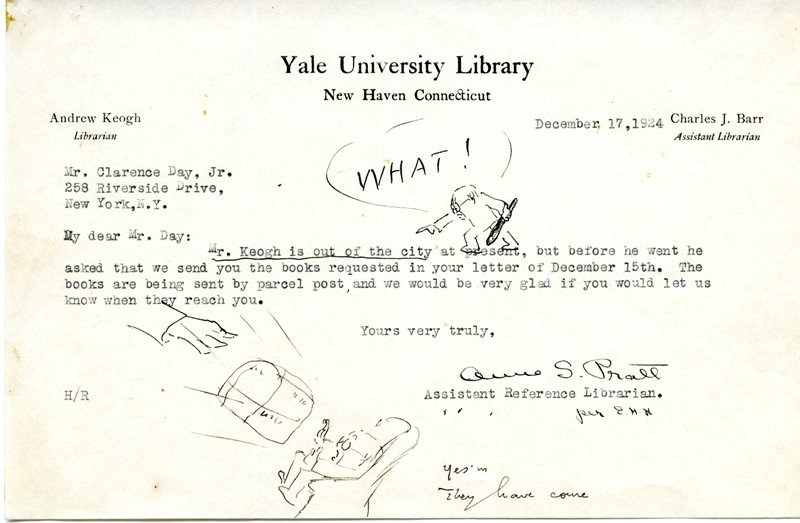 Yale University Library
New Haven Connecticut
Andrew Keogh
Librarian
December 17,1924
Charles J. Barr
Assistant Librarian
Mr. Clarence Day, Jr.
258 Riverside Drive,
New York,N.Y.
WHAT!
My dear Mr. Day:
Mr. Keogh is out of the city at present, but before he went he
asked that we send you the books requested in your letter of December 15th. The
books are being sent by parcel post,and we would be very glad if you would let us
know when they reach you.
Yours very truly,
Anne S. Pratt
H/R
Assistant Reference Librarian.
per E.H.H
Yes'm
They have come